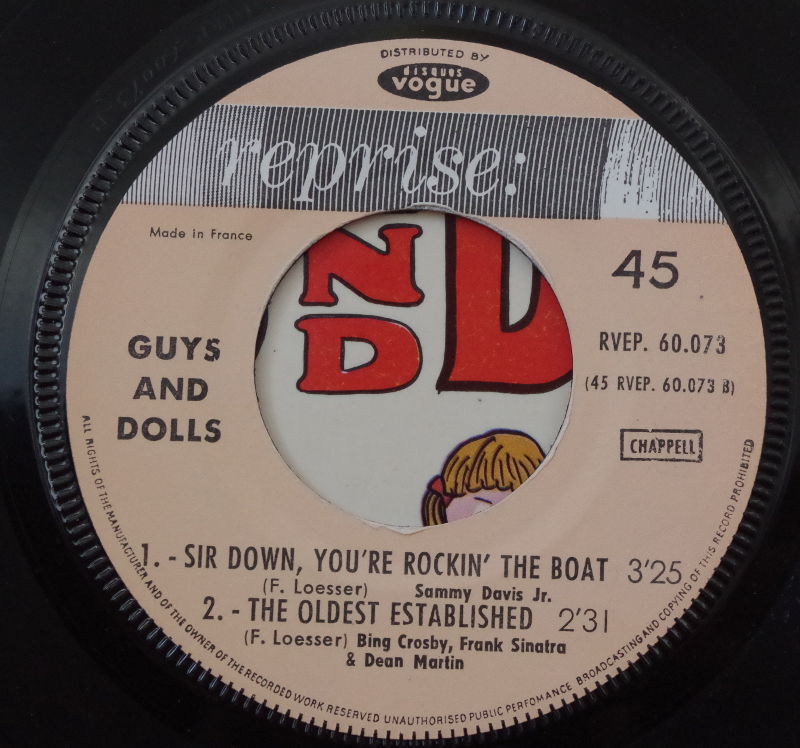 DISTRIBUTED BY
disques
vogue
reprise:
Made in France
45
GUYS
AND
DOLLS
RVEP. 60.073
(45 RVEP. 60.073 B)
CHAPPELL
N
D D
1. - SIR DOWN, YOU'RE ROCKIN' THE BOAT 3'25
(F. Loesser) Sammy Davis Jr.
2. - THE OLDEST ESTABLISHED 2'31
(F. Loesser) Bing Crosby, Frank Sinatra
& Dean Martin
ALL RIGHTS OF THE MANUFACTURER AND OF THE OWNER OF THE RECORDED WORK RESERVED UNAUTHORISED PUBLIC PERFOMANCE BROADCASTING AND COPYING OF THIS RECORD PROHIBITED